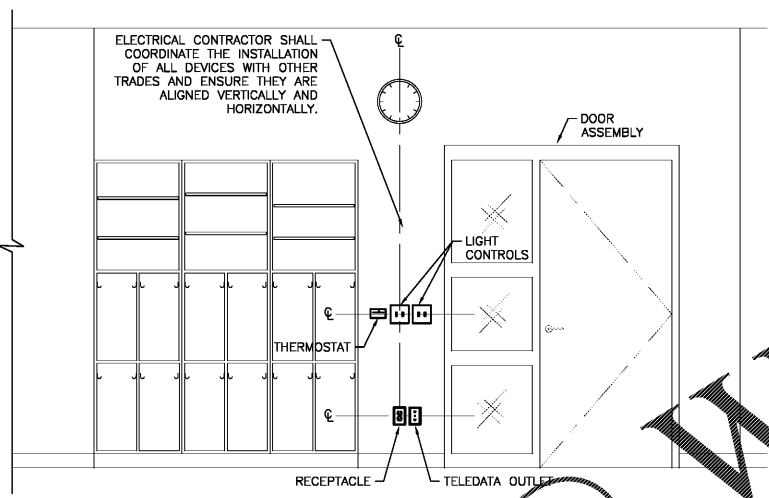 ELECTRICAL CONTRACTOR SHALL
COORDINATE THE INSTALLATION
OF ALL DEVICES WITH OTHER
TRADES AND ENSURE THEY ARE
ALIGNED VERTICALLY AND
HORIZONTALLY.
℄
DOOR
ASSEMBLY
LIGHT
CONTROLS
℄
THERMOSTAT
℄
RECEPTACLE
TELEDATA OUTLET
W